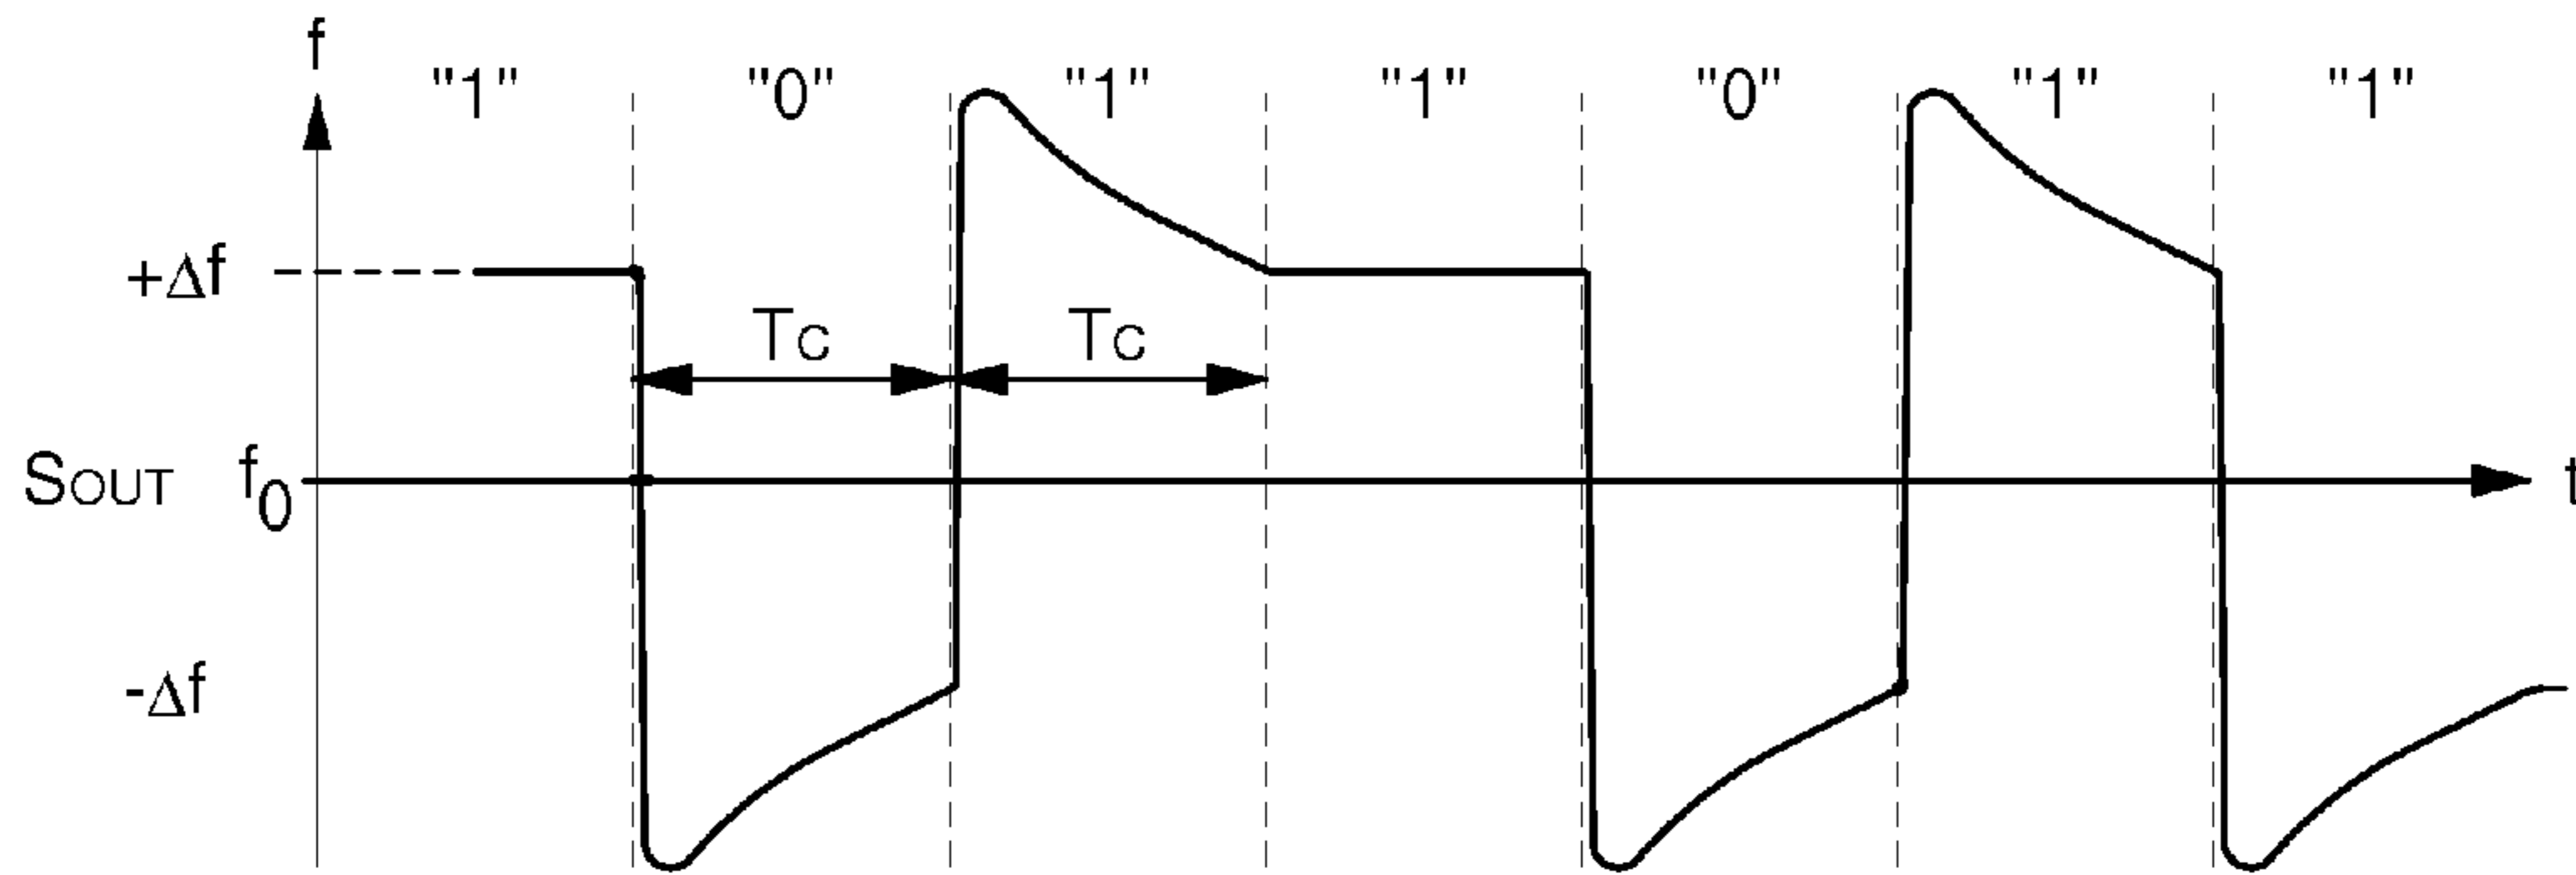 f
"1" "0" "1" "1" "0" "1" "1"
+Δf
Tc Tc
SOUT f0 t
-Δf